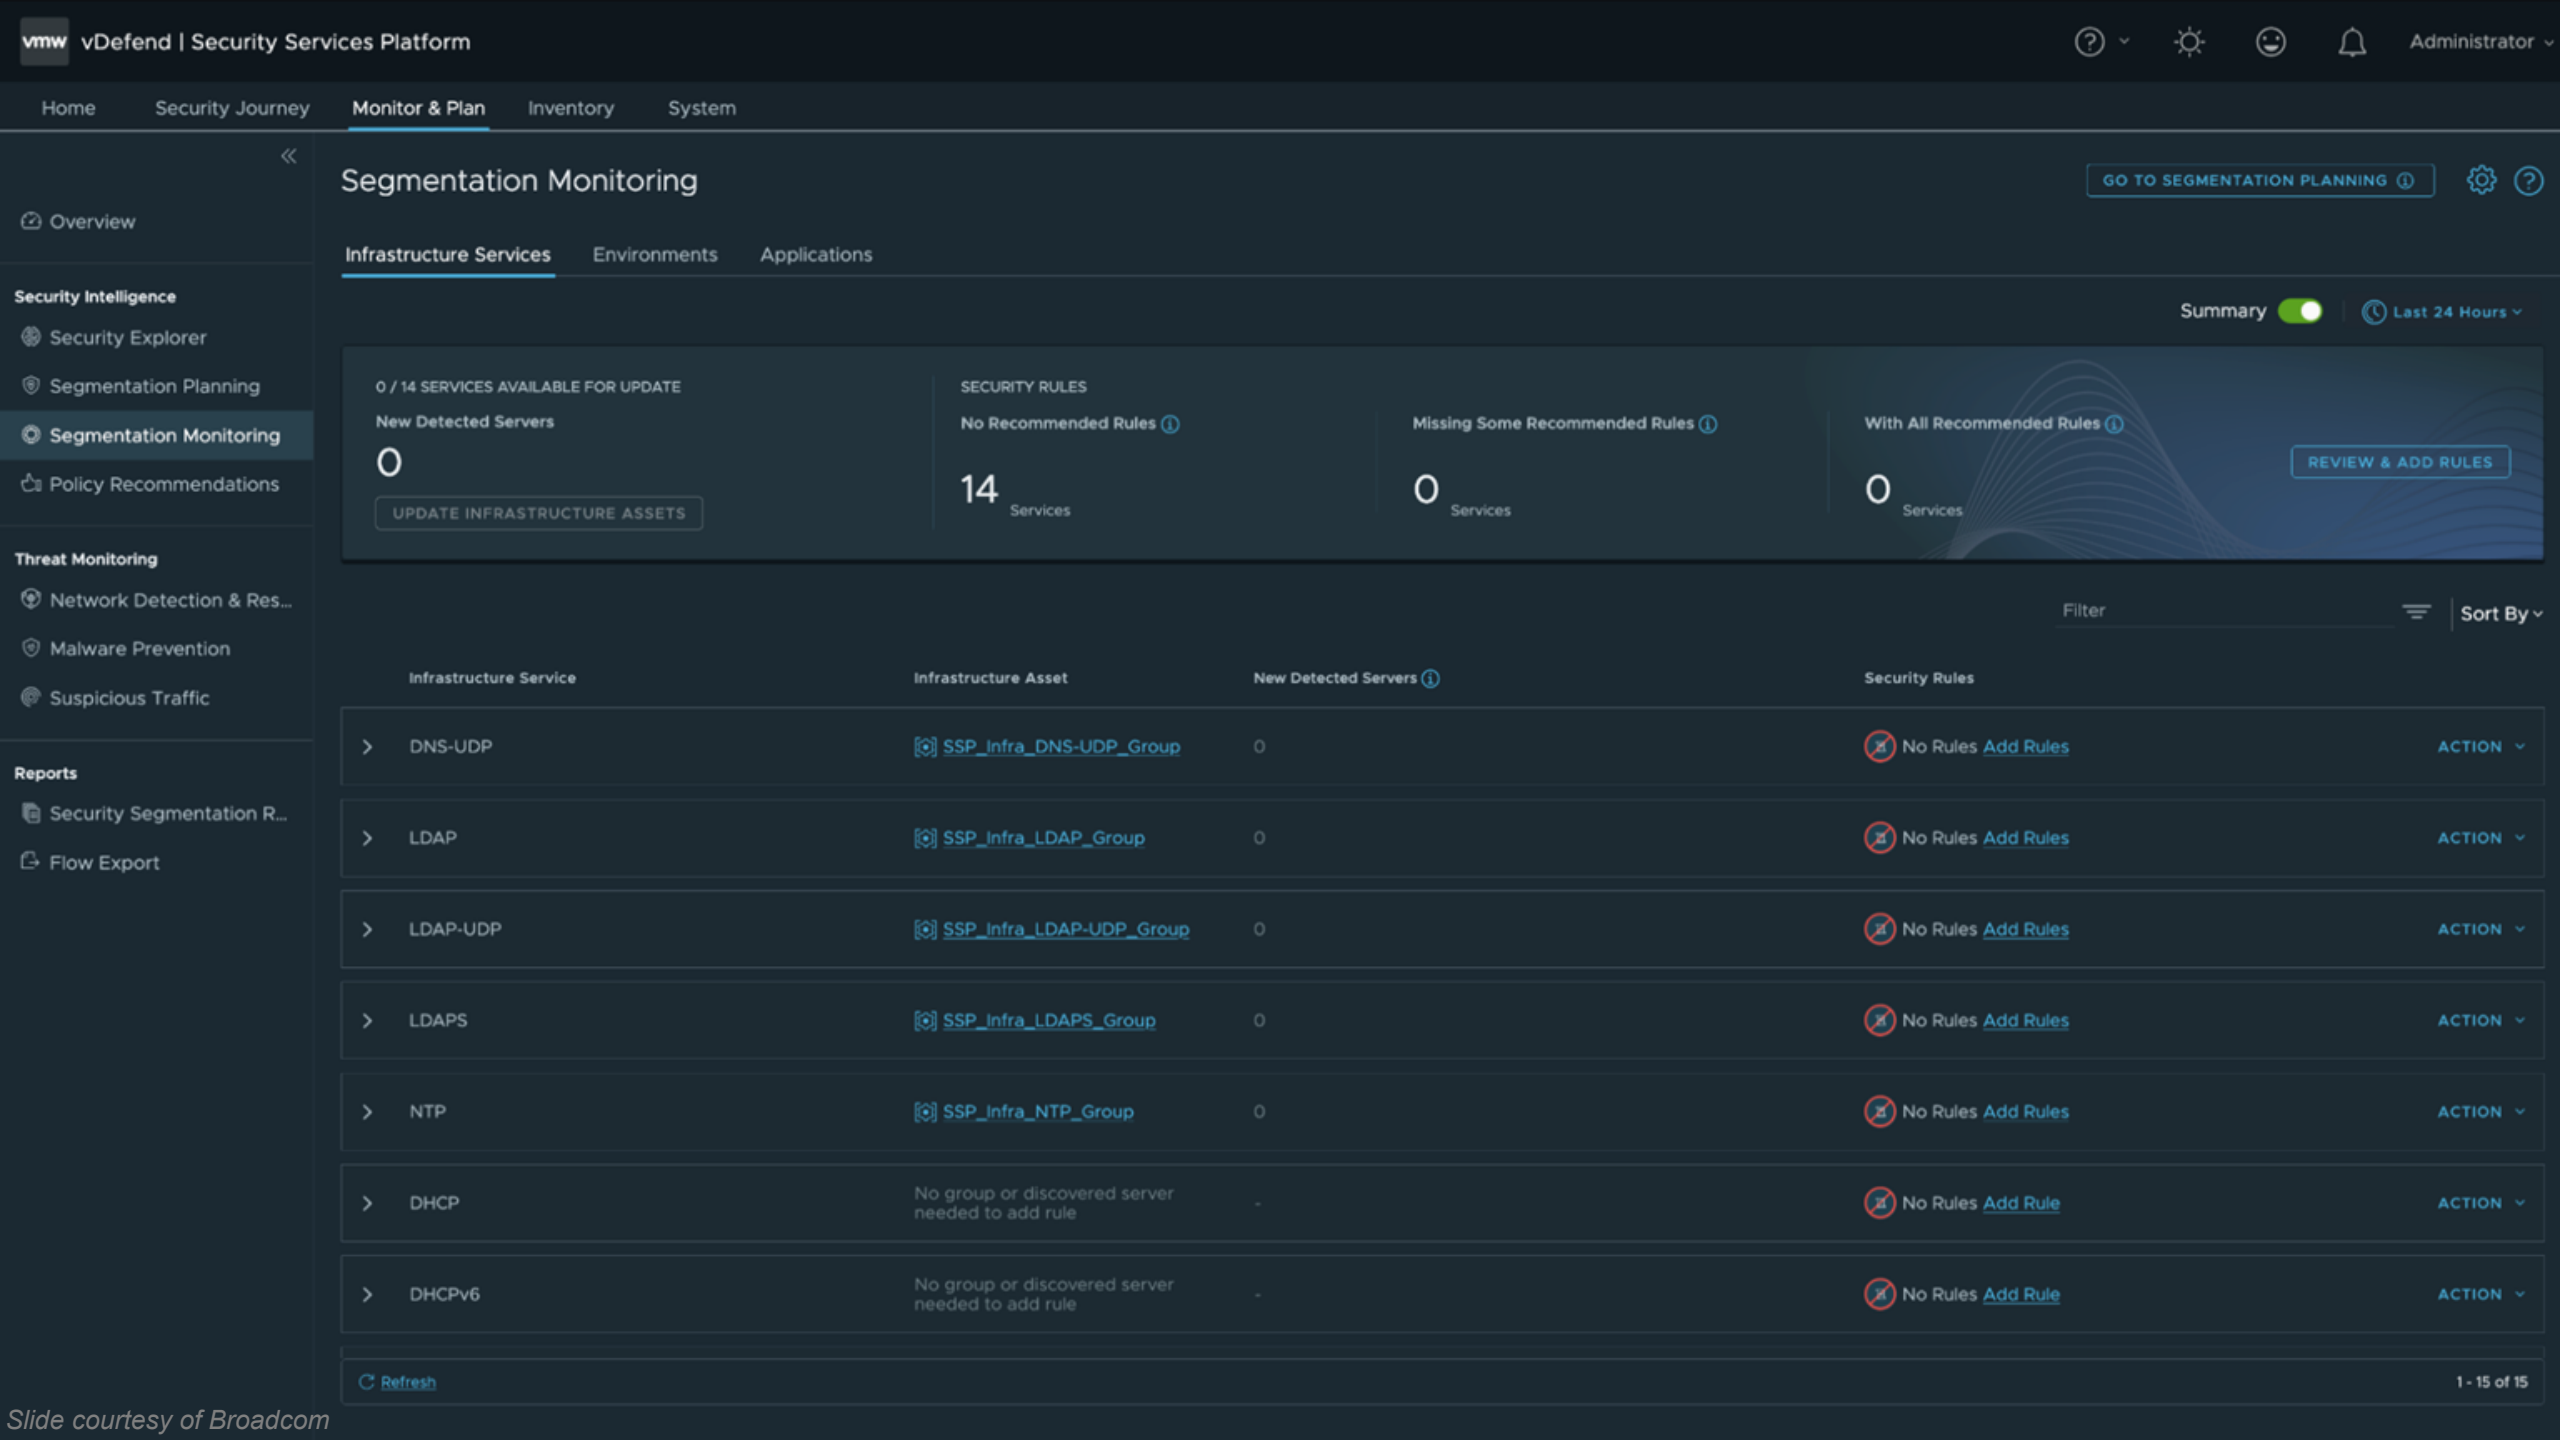 vmw vDefend | Security Services Platform
Administrator
Home Security Journey Monitor & Plan Inventory System
Overview
Security Intelligence
Security Explorer
Segmentation Planning
Segmentation Monitoring
Policy Recommendations
Threat Monitoring
Network Detection & Res...
Malware Prevention
Suspicious Traffic
Reports
Security Segmentation R...
Flow Export
Segmentation Monitoring
GO TO SEGMENTATION PLANNING
Infrastructure Services Environments Applications
Summary Last 24 Hours
0 / 14 SERVICES AVAILABLE FOR UPDATE
New Detected Servers
0
UPDATE INFRASTRUCTURE ASSETS
SECURITY RULES
No Recommended Rules
14 Services
Missing Some Recommended Rules
0 Services
With All Recommended Rules
0 Services
REVIEW & ADD RULES
Filter Sort By
Infrastructure Service Infrastructure Asset New Detected Servers Security Rules
DNS-UDP SSP_Infra_DNS-UDP_Group 0 No Rules Add Rules ACTION
LDAP SSP_Infra_LDAP_Group 0 No Rules Add Rules ACTION
LDAP-UDP SSP_Infra_LDAP-UDP_Group 0 No Rules Add Rules ACTION
LDAPS SSP_Infra_LDAPS_Group 0 No Rules Add Rules ACTION
NTP SSP_Infra_NTP_Group 0 No Rules Add Rules ACTION
DHCP No group or discovered server
needed to add rule - No Rules Add Rule ACTION
DHCPv6 No group or discovered server
needed to add rule - No Rules Add Rule ACTION
Refresh 1 - 15 of 15
Slide courtesy of Broadcom